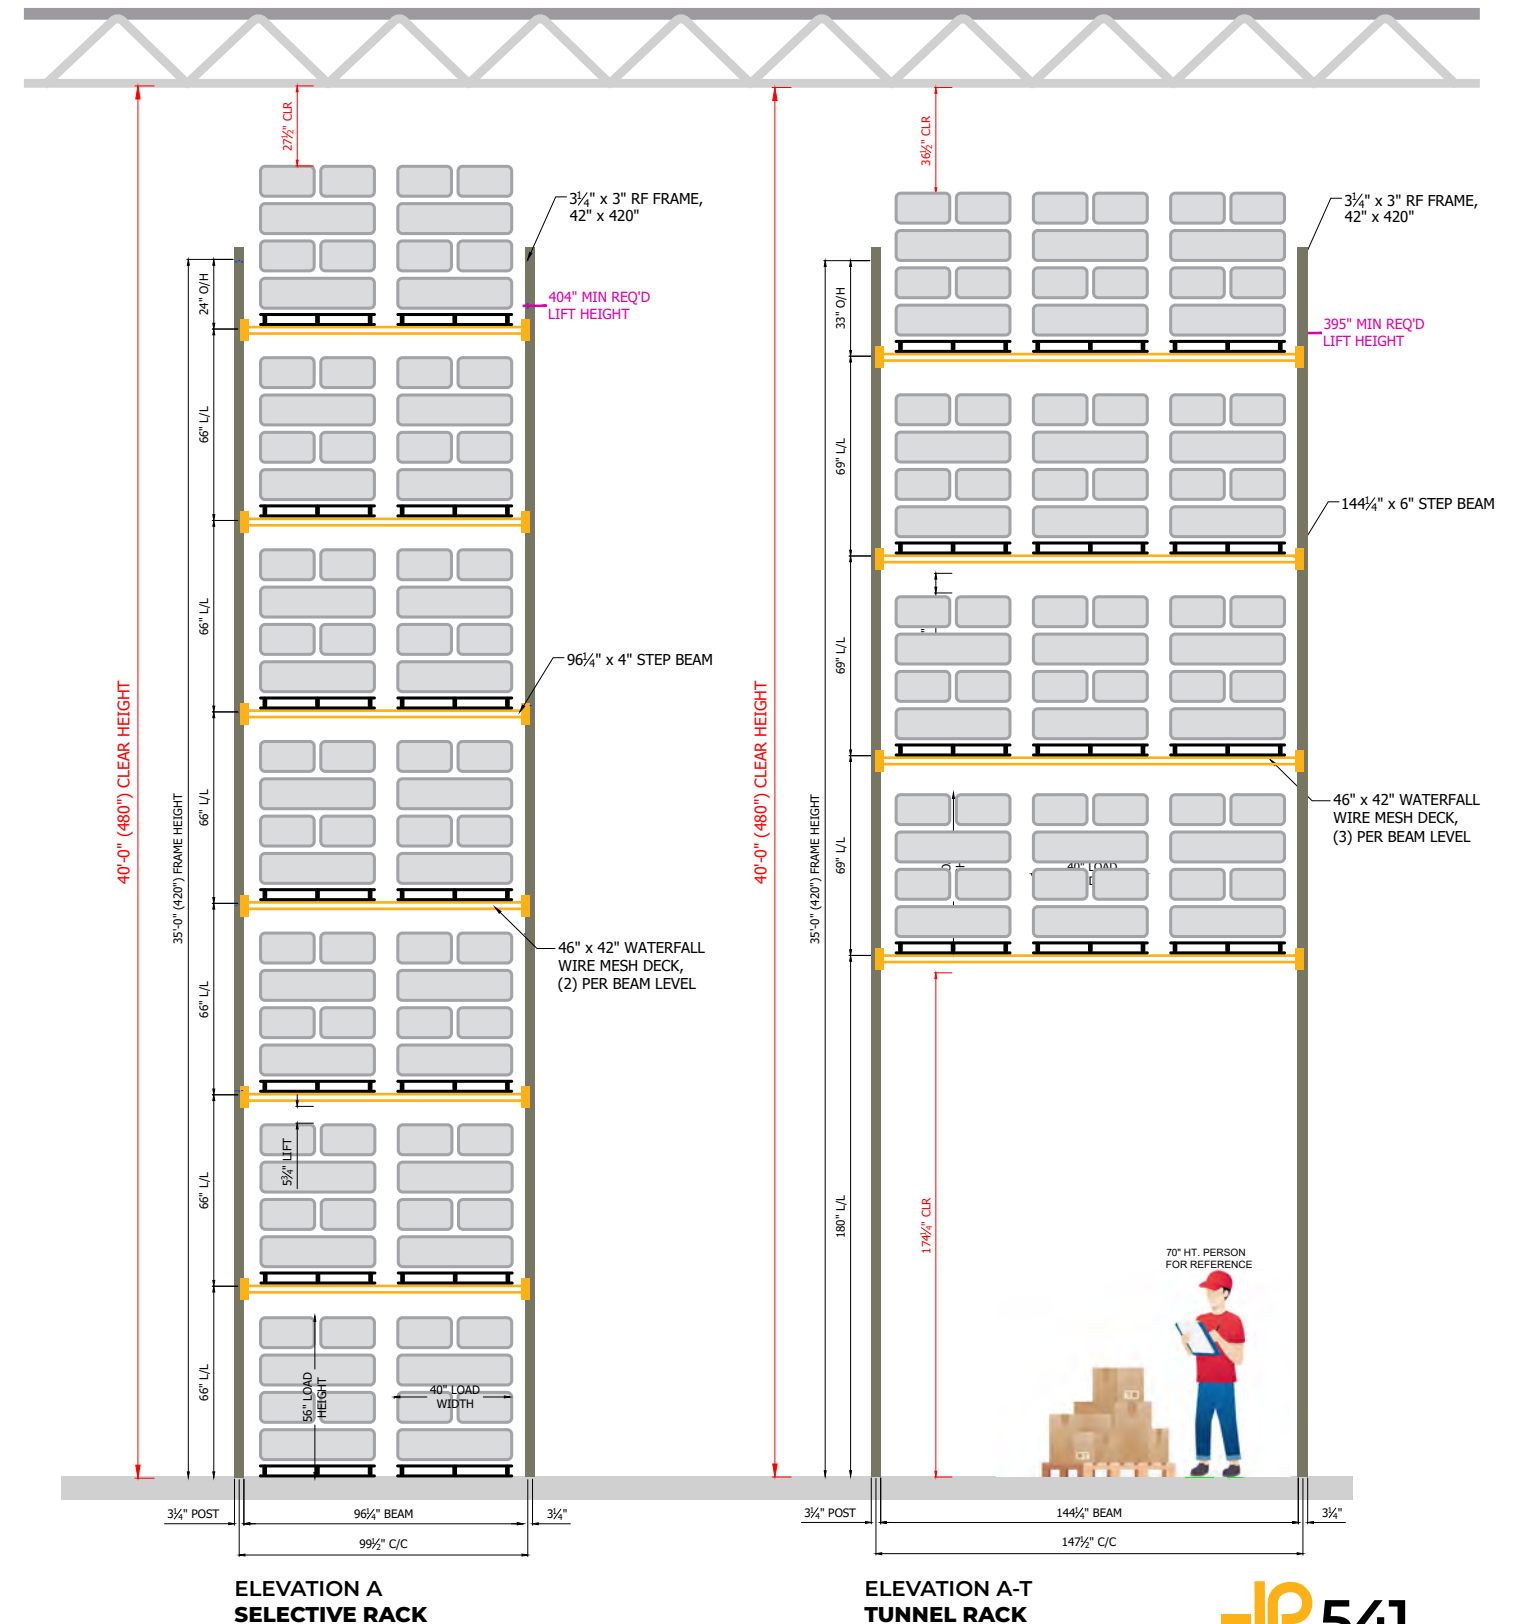 27½" CLR
3¼" x 3" RF FRAME,
42" x 420"
24" O/H
404" MIN REQ'D
LIFT HEIGHT
66" L/L
66" L/L
96¼" x 4" STEP BEAM
40'-0" (480") CLEAR HEIGHT
35'-0" (420") FRAME HEIGHT
66" L/L
46" x 42" WATERFALL
WIRE MESH DECK,
(2) PER BEAM LEVEL
66" L/L
5¾" LIFT
66" L/L
66" L/L
56" LOAD
HEIGHT
40" LOAD
WIDTH
3¼" POST
96¼" BEAM
3¼"
99½" C/C
ELEVATION A
SELECTIVE RACK
36½" CLR
3¼" x 3" RF FRAME,
42" x 420"
33" O/H
395" MIN REQ'D
LIFT HEIGHT
69" L/L
144¼" x 6" STEP BEAM
69" L/L
40'-0" (480") CLEAR HEIGHT
35'-0" (420") FRAME HEIGHT
46" x 42" WATERFALL
WIRE MESH DECK,
(3) PER BEAM LEVEL
69" L/L
40" LOAD
180" L/L
174¼" CLR
70" HT. PERSON
FOR REFERENCE
3¼" POST
144¼" BEAM
3¼"
147½" C/C
ELEVATION A-T
TUNNEL RACK
541